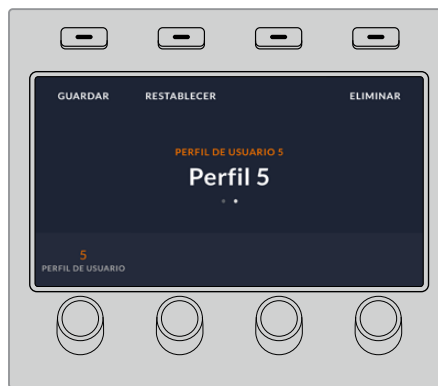 GUARDAR RESTABLECER ELIMINAR
PERFIL DE USUARIO 5
Perfil 5
5
PERFIL DE USUARIO